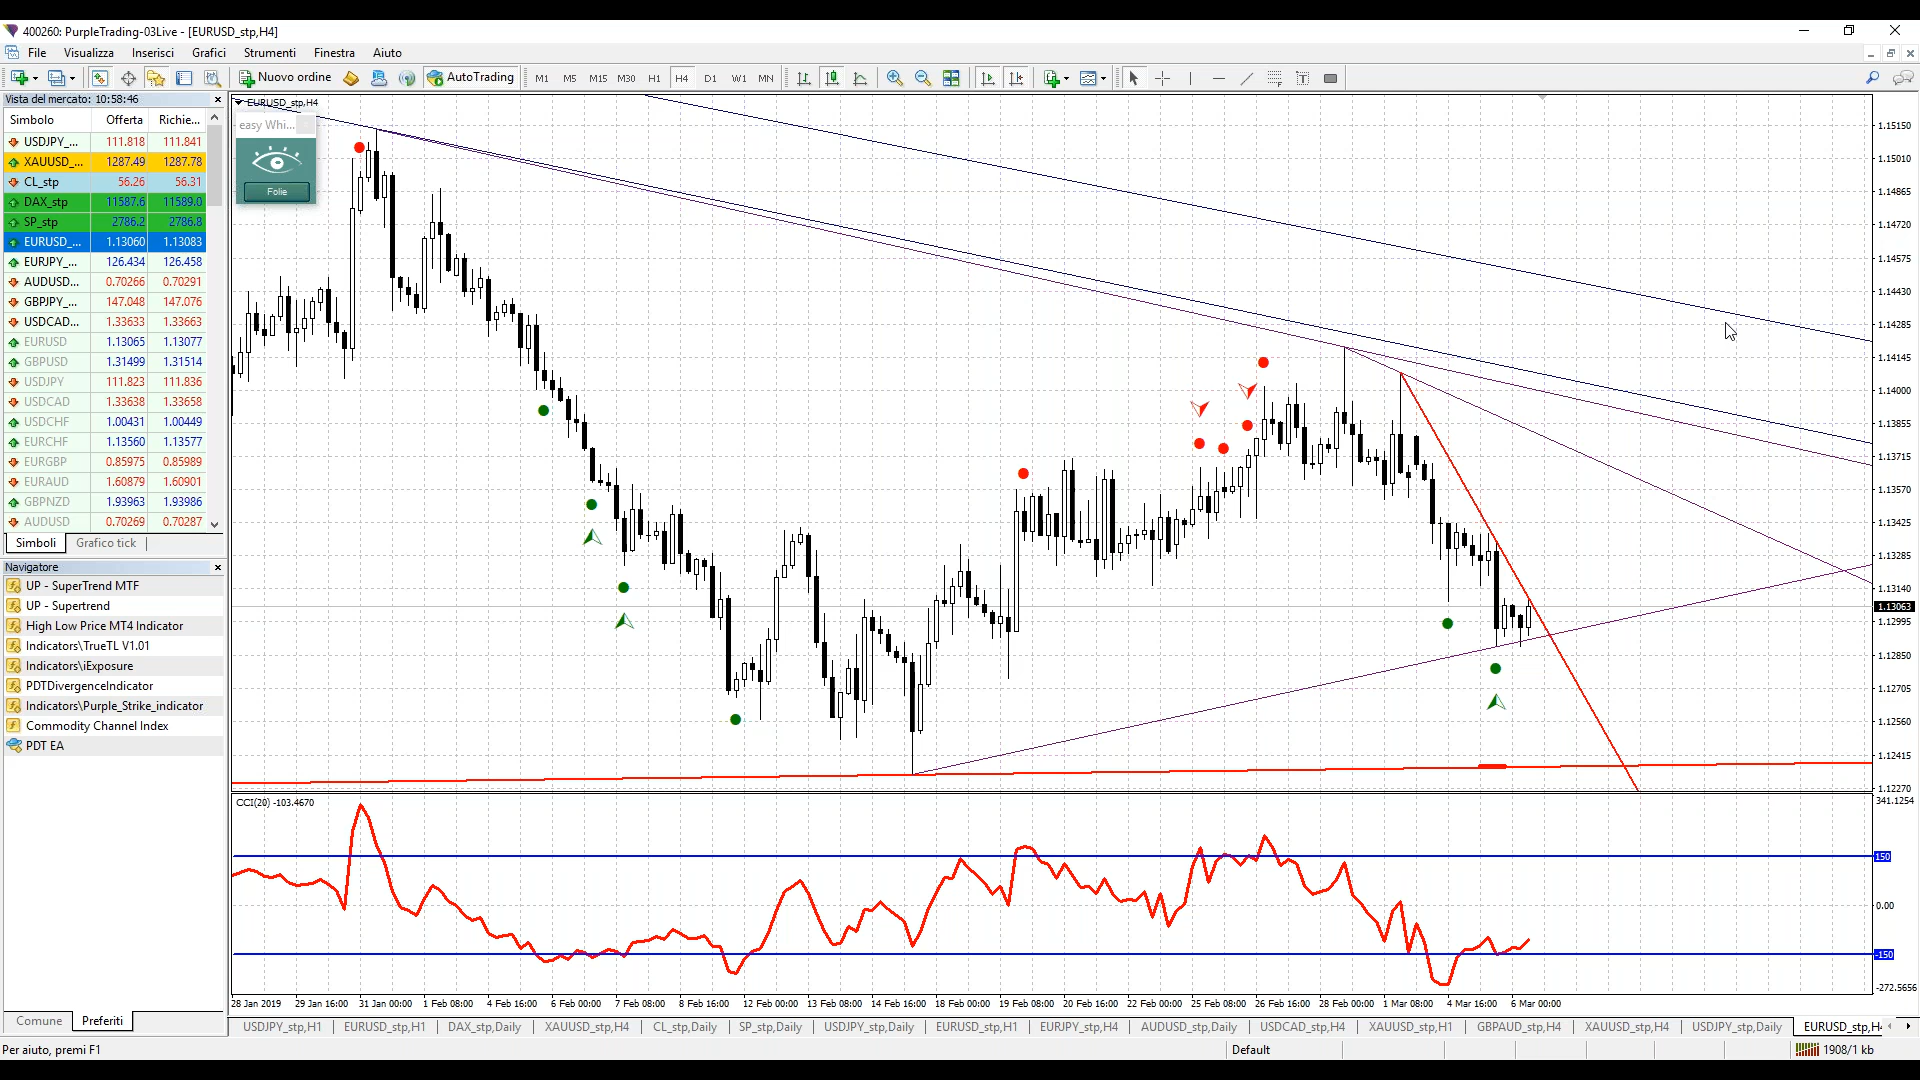 400260: PurpleTrading-03Live - [EURUSD_stp,H4]
File Visualizza Inserisci Grafici Strumenti Finestra Aiuto
Nuovo ordine AutoTrading M1 M5 M15 M30 H1 H4 D1 W1 MN
Vista del mercato: 10:58:46
Simbolo Offerta Richie...
USDJPY_... 111.818 111.841
XAUUSD_... 1287.49 1287.78
CL_stp 56.26 56.31
DAX_stp 11587.6 11589.0
SP_stp 2786.2 2786.8
EURUSD_... 1.13060 1.13083
EURJPY_... 126.434 126.458
AUDUSD... 0.70266 0.70291
GBPJPY_... 147.048 147.076
USDCAD... 1.33633 1.33663
EURUSD 1.13065 1.13077
GBPUSD 1.31499 1.31514
USDJPY 111.823 111.836
USDCAD 1.33638 1.33658
USDCHF 1.00431 1.00449
EURCHF 1.13560 1.13577
EURGBP 0.85975 0.85989
EURAUD 1.60879 1.60901
GBPNZD 1.93963 1.93986
AUDUSD 0.70269 0.70287
Simboli Grafico tick
Navigatore
UP - SuperTrend MTF
UP - Supertrend
High Low Price MT4 Indicator
Indicators\TrueTL V1.01
Indicators\iExposure
PDTDivergenceIndicator
Indicators\Purple_Strike_indicator
Commodity Channel Index
PDT EA
Comune Preferiti
EURUSD_stp,H4
easy Whi...
Folie
1.15150
1.15010
1.14865
1.14720
1.14575
1.14430
1.14285
1.14145
1.14000
1.13855
1.13715
1.13570
1.13425
1.13285
1.13140
1.13063
1.12995
1.12850
1.12705
1.12560
1.12415
1.12270
CCI(20) -103.4670
341.1254
150
0.00
-150
-272.5656
28 Jan 2019 29 Jan 16:00 31 Jan 00:00 1 Feb 08:00 4 Feb 16:00 6 Feb 00:00 7 Feb 08:00 8 Feb 16:00 12 Feb 00:00 13 Feb 08:00 14 Feb 16:00 18 Feb 00:00 19 Feb 08:00 20 Feb 16:00 22 Feb 00:00 25 Feb 08:00 26 Feb 16:00 28 Feb 00:00 1 Mar 08:00 4 Mar 16:00 6 Mar 00:00
USDJPY_stp,H1 EURUSD_stp,H1 DAX_stp,Daily XAUUSD_stp,H4 CL_stp,Daily SP_stp,Daily USDJPY_stp,Daily EURUSD_stp,H1 EURJPY_stp,H4 AUDUSD_stp,Daily USDCAD_stp,H4 XAUUSD_stp,H1 GBPAUD_stp,H4 XAUUSD_stp,H4 USDJPY_stp,Daily EURUSD_stp,H4
Per aiuto, premi F1 Default 1908/1 kb